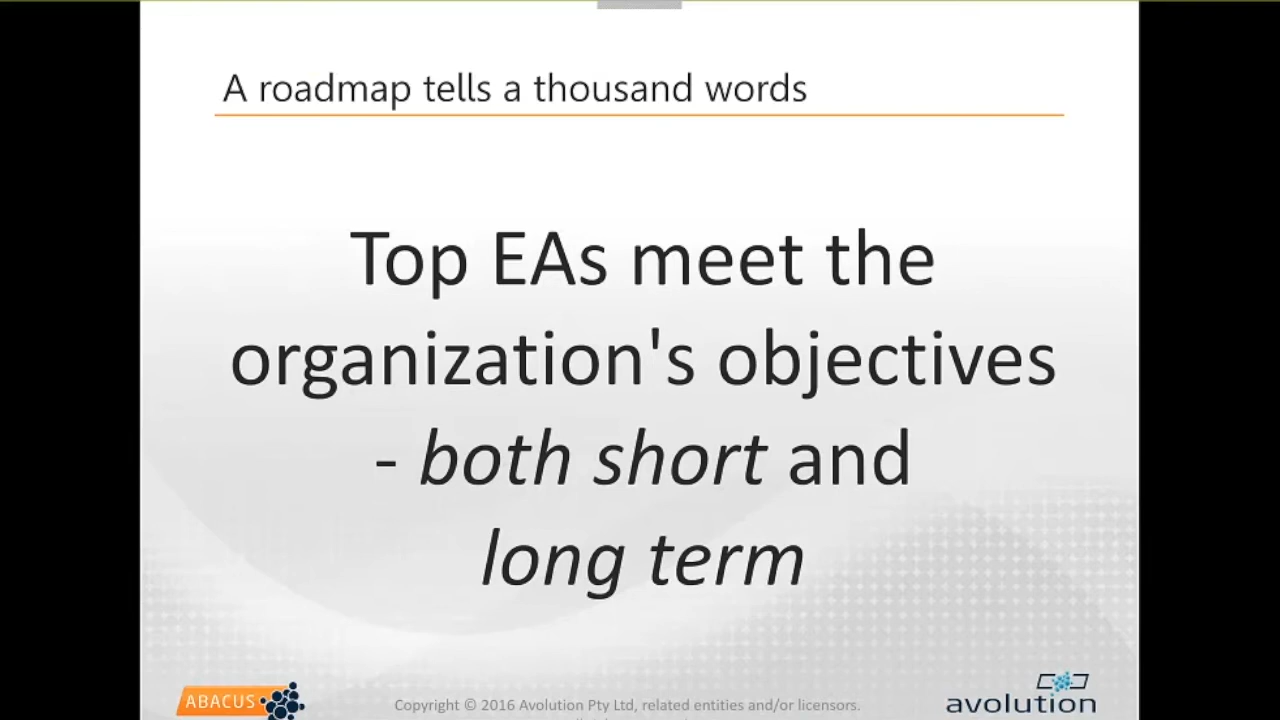 A roadmap tells a thousand words
Top EAs meet the
organization's objectives
- both short and
long term
ABACUS
Copyright © 2016 Avolution Pty Ltd, related entities and/or licensors.
avolution